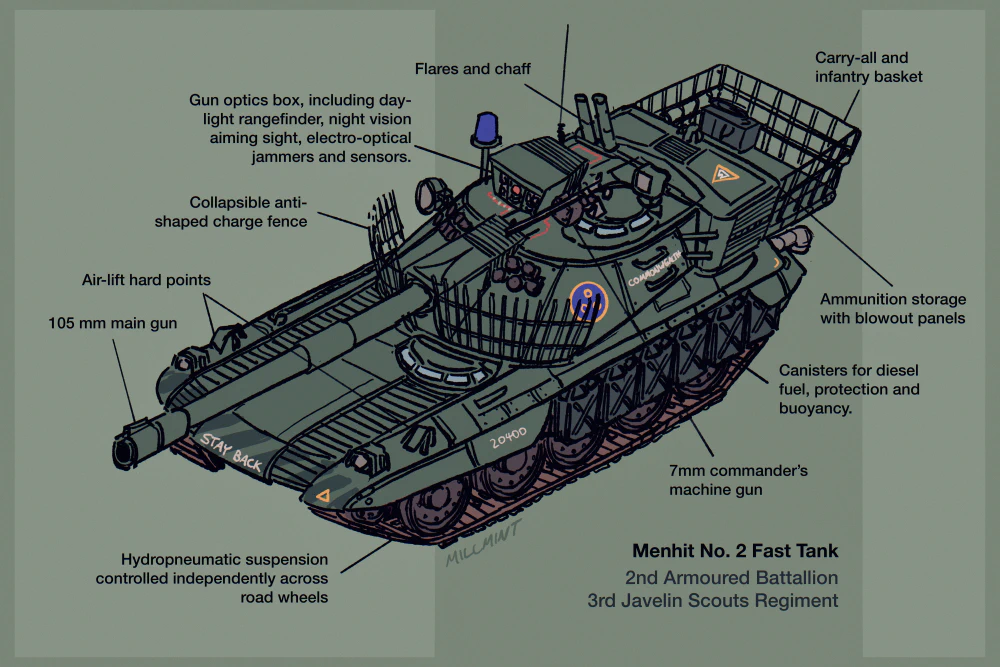 Flares and chaff
Carry-all and
infantry basket
Gun optics box, including day-
light rangefinder, night vision
aiming sight, electro-optical
jammers and sensors.
Collapsible anti-
shaped charge fence
Air-lift hard points
105 mm main gun
COMMONWEALTH
Ammunition storage
with blowout panels
Canisters for diesel
fuel, protection and
buoyancy.
STAY BACK
20400
7mm commander's
machine gun
MILLMINT
Hydropneumatic suspension
controlled independently across
road wheels
Menhit No. 2 Fast Tank
2nd Armoured Battallion
3rd Javelin Scouts Regiment